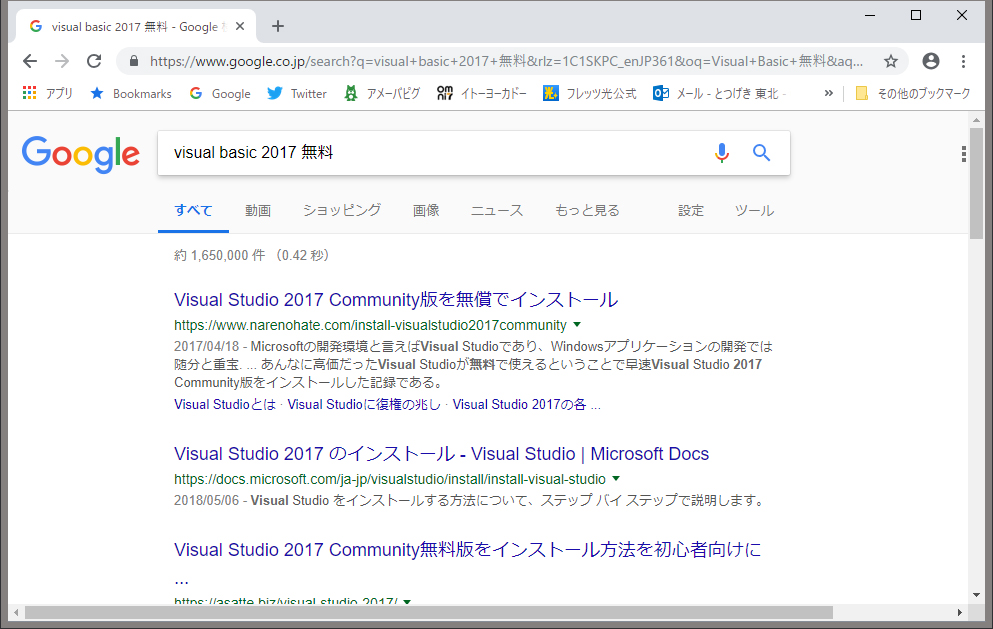 visual basic 2017 無料 - Google
https://www.google.co.jp/search?q=visual+basic+2017+無料&rlz=1C1SKPC_enJP361&oq=Visual+Basic+無料&aq...
アプリ Bookmarks Google Twitter アメーバピグ イトーヨーカドー フレッツ光公式 メール - とつげき 東北 - » その他のブックマーク
Google visual basic 2017 無料
すべて 動画 ショッピング 画像 ニュース もっと見る 設定 ツール
約 1,650,000 件 (0.42 秒)
Visual Studio 2017 Community版を無償でインストール
https://www.narenohate.com/install-visualstudio2017community
2017/04/18 - Microsoftの開発環境と言えばVisual Studioであり、Windowsアプリケーションの開発では
随分と重宝. ... あんなに高価だったVisual Studioが無料で使えるということで早速Visual Studio 2017
Community版をインストールした記録である。
Visual Studioとは · Visual Studioに復権の兆し · Visual Studio 2017の各 ...
Visual Studio 2017 のインストール - Visual Studio | Microsoft Docs
https://docs.microsoft.com/ja-jp/visualstudio/install/install-visual-studio
2018/05/06 - Visual Studio をインストールする方法について、ステップ バイ ステップで説明します。
Visual Studio 2017 Community無料版をインストール方法を初心者向けに
...
https://asatte.biz/visual-studio-2017/